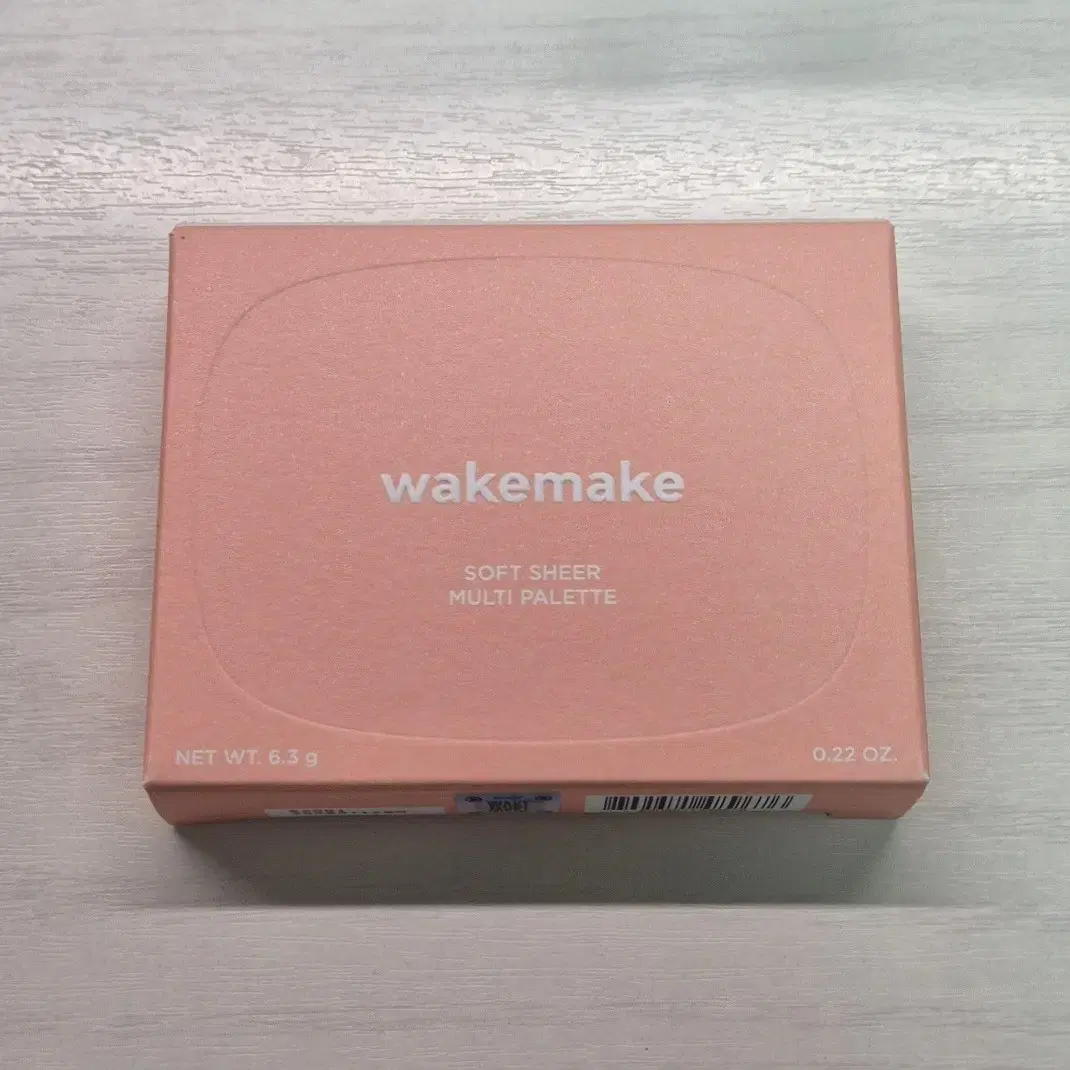 wakemake
SOFT SHEER
MULTI PALETTE
NET WT. 6.3 g
0.22 OZ.